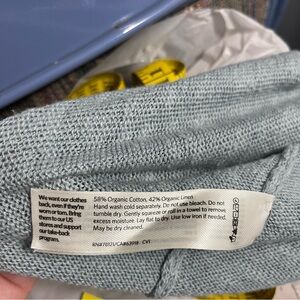 We want our clothes
back, even if they're
worn or torn. Bring
them to our US
stores and support
our take-back
program.
58% Organic Cotton, 42% Organic Linen
Hand wash cold separately. Do not use bleach. Do not
tumble dry. Gently squeeze or roll in a towel to remove
excess moisture. Lay flat to dry. Use low iron if needed.
May be dry cleaned.